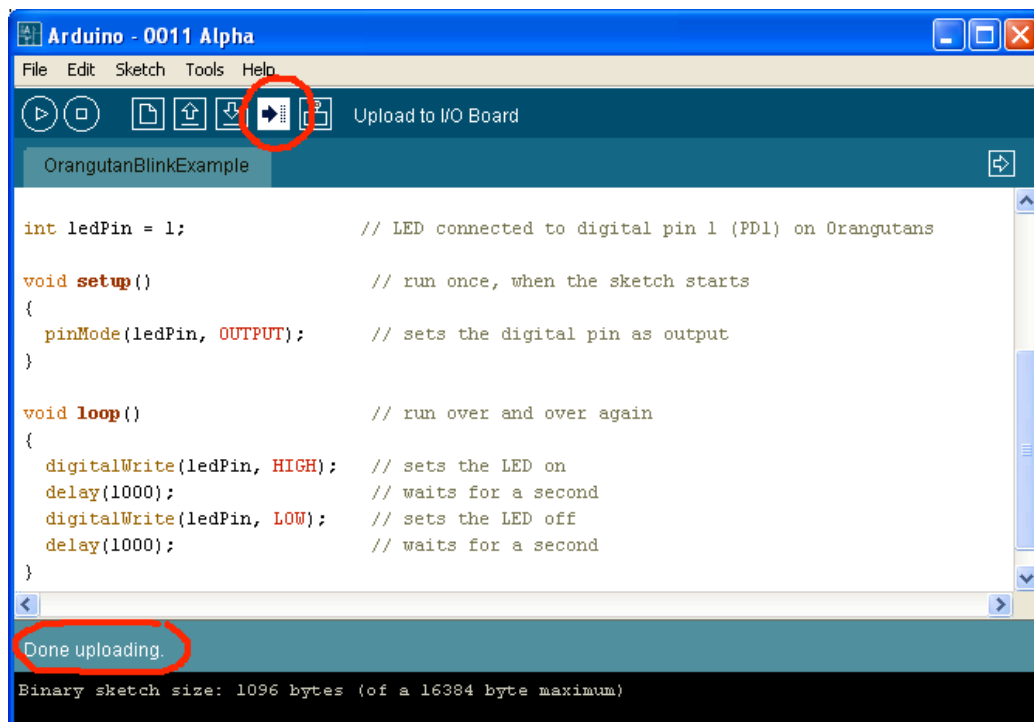 Arduino - 0011 Alpha
File Edit Sketch Tools Help
Upload to I/O Board
OrangutanBlinkExample
int ledPin = 1; // LED connected to digital pin 1 (PD1) on Orangutans
void setup() // run once, when the sketch starts
{
pinMode(ledPin, OUTPUT); // sets the digital pin as output
}
void loop() // run over and over again
{
digitalWrite(ledPin, HIGH); // sets the LED on
delay(1000); // waits for a second
digitalWrite(ledPin, LOW); // sets the LED off
delay(1000); // waits for a second
}
Done uploading.
Binary sketch size: 1096 bytes (of a 16384 byte maximum)